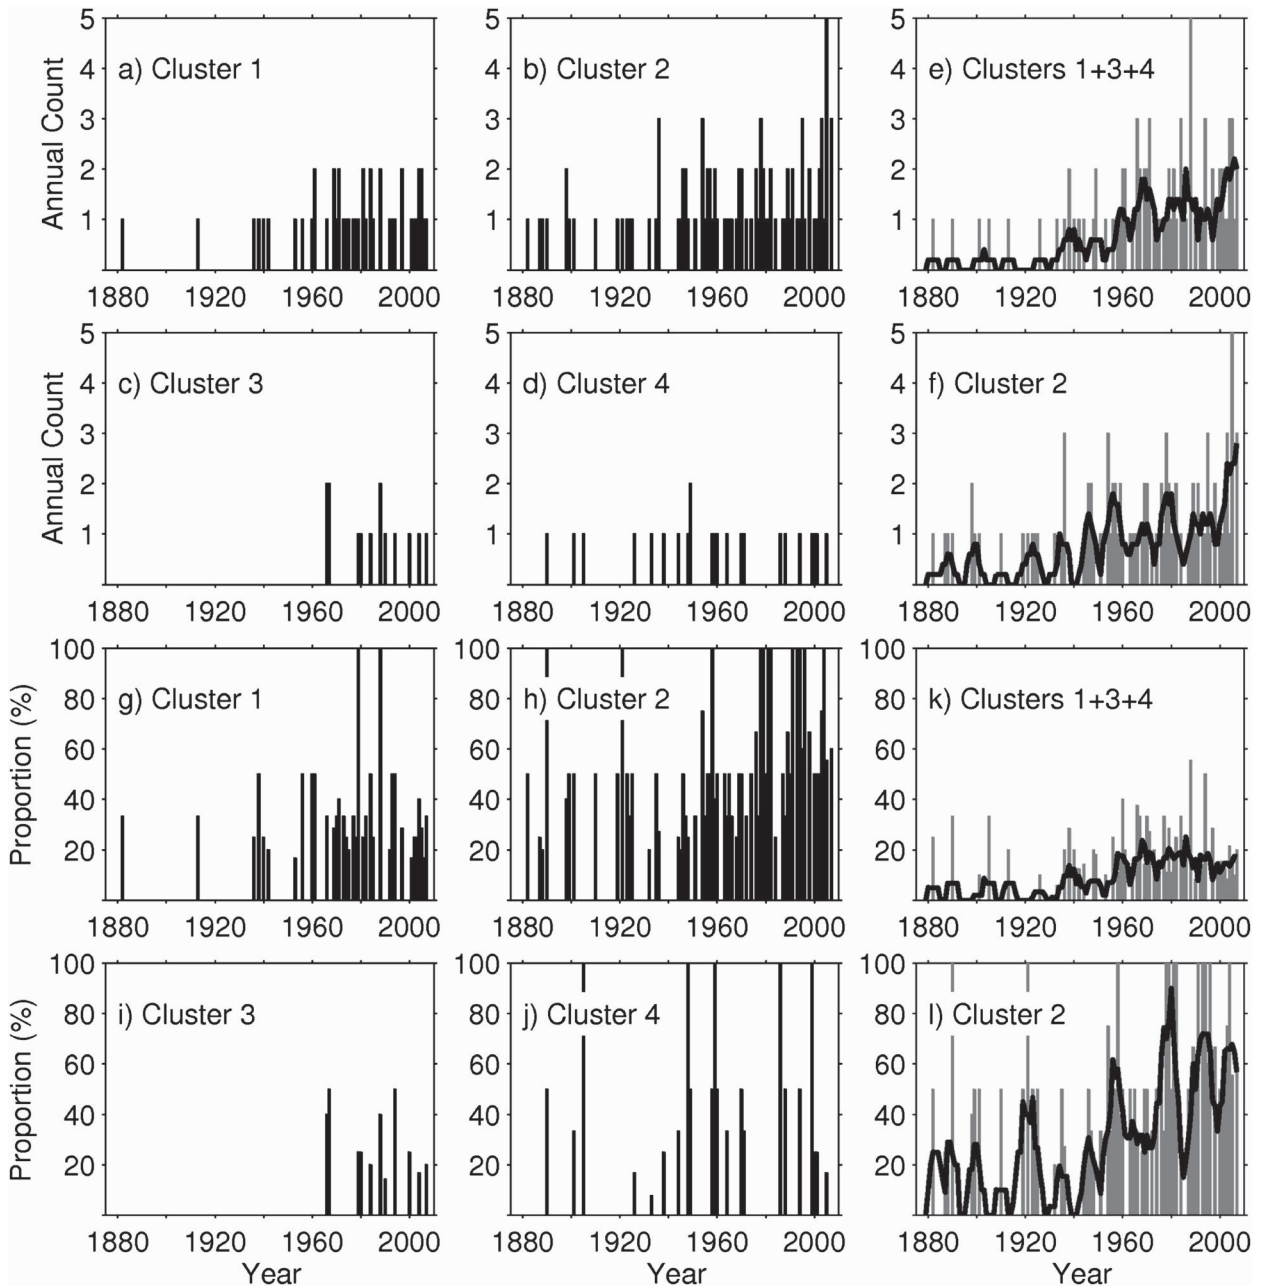 5 5 5
4 a) Cluster 1 4 b) Cluster 2 4 e) Clusters 1+3+4
3 3 3
2 2 2
1 1 1
Annual Count
1880 1920 1960 2000 1880 1920 1960 2000 1880 1920 1960 2000
5 5 5
4 c) Cluster 3 4 d) Cluster 4 4 f) Cluster 2
3 3 3
2 2 2
1 1 1
Annual Count
1880 1920 1960 2000 1880 1920 1960 2000 1880 1920 1960 2000
100 100 100
80 g) Cluster 1 80 h) Cluster 2 80 k) Clusters 1+3+4
60 60 60
40 40 40
20 20 20
Proportion (%)
1880 1920 1960 2000 1880 1920 1960 2000 1880 1920 1960 2000
100 100 100
80 i) Cluster 3 80 j) Cluster 4 80 l) Cluster 2
60 60 60
40 40 40
20 20 20
Proportion (%)
1880 1920 1960 2000 1880 1920 1960 2000 1880 1920 1960 2000
Year Year Year